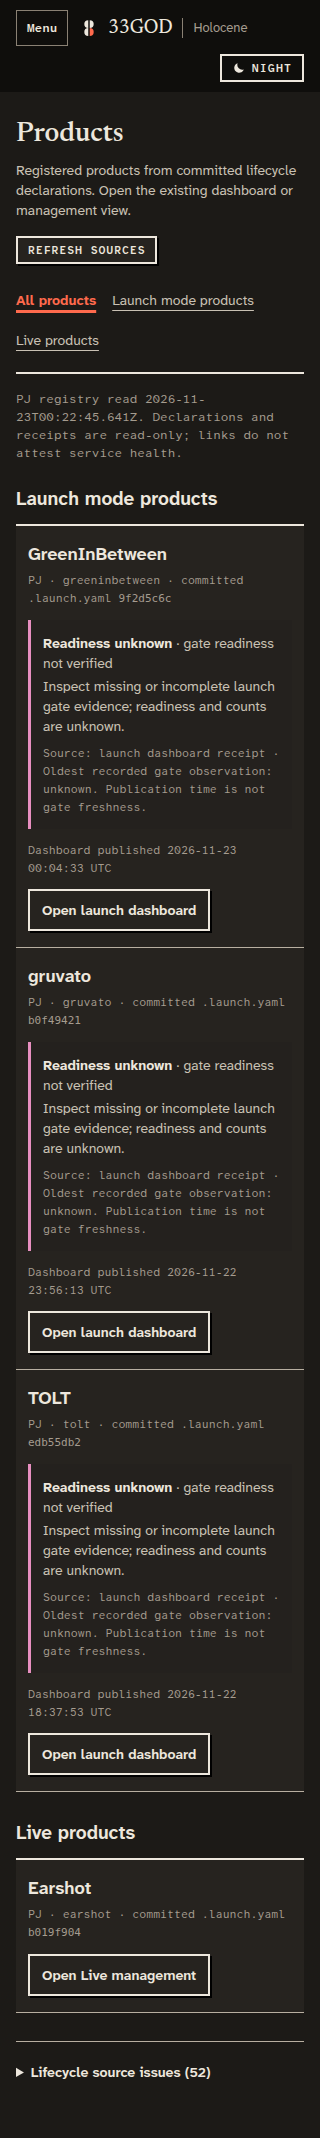 Menu
33GOD
Holocene
NIGHT
Products
Registered products from committed lifecycle
declarations. Open the existing dashboard or
management view.
REFRESH SOURCES
All products
Launch mode products
Live products
PJ registry read 2026-11-
23T00:22:45.641Z. Declarations and
receipts are read-only; links do not
attest service health.
Launch mode products
GreenInBetween
PJ · greeninbetween · committed
.launch.yaml 9f2d5c6c
Readiness unknown · gate readiness
not verified
Inspect missing or incomplete launch
gate evidence; readiness and counts
are unknown.
Source: launch dashboard receipt ·
Oldest recorded gate observation:
unknown. Publication time is not
gate freshness.
Dashboard published 2026-11-23
00:04:33 UTC
Open launch dashboard
gruvato
PJ · gruvato · committed .launch.yaml
b0f49421
Readiness unknown · gate readiness
not verified
Inspect missing or incomplete launch
gate evidence; readiness and counts
are unknown.
Source: launch dashboard receipt ·
Oldest recorded gate observation:
unknown. Publication time is not
gate freshness.
Dashboard published 2026-11-22
23:56:13 UTC
Open launch dashboard
TOLT
PJ · tolt · committed .launch.yaml
edb55db2
Readiness unknown · gate readiness
not verified
Inspect missing or incomplete launch
gate evidence; readiness and counts
are unknown.
Source: launch dashboard receipt ·
Oldest recorded gate observation:
unknown. Publication time is not
gate freshness.
Dashboard published 2026-11-22
18:37:53 UTC
Open launch dashboard
Live products
Earshot
PJ · earshot · committed .launch.yaml
b019f904
Open Live management
Lifecycle source issues (52)